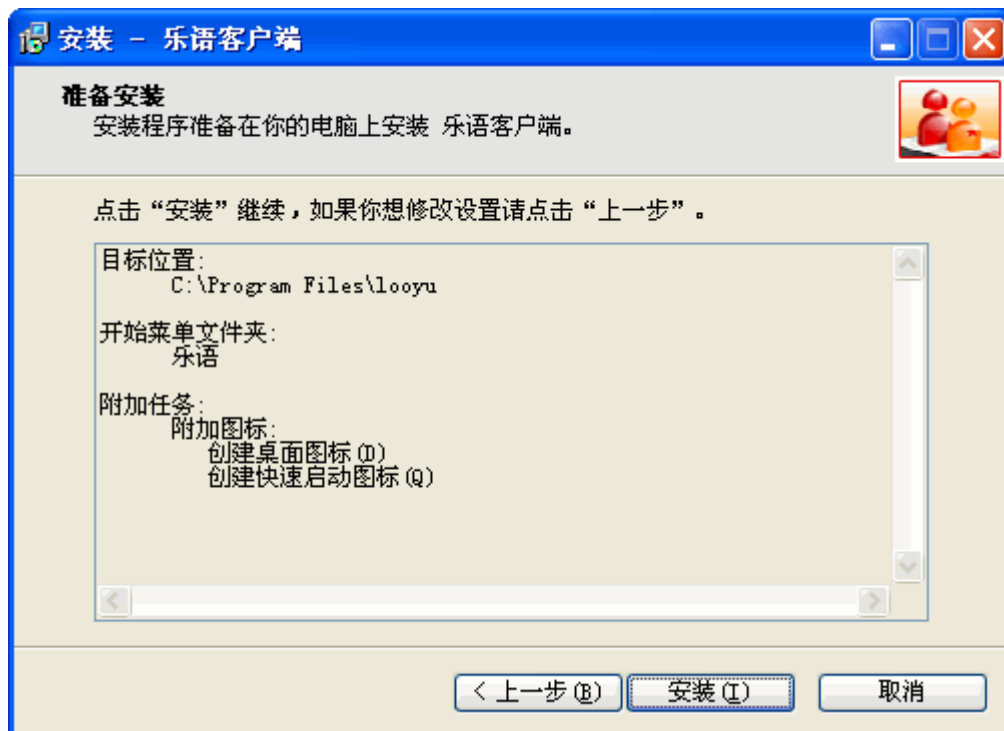 安装 - 乐语客户端
准备安装
安装程序准备在你的电脑上安装 乐语客户端。
点击“安装”继续，如果你想修改设置请点击“上一步”。
目标位置:
C:\Program Files\looyu
开始菜单文件夹:
乐语
附加任务:
附加图标:
创建桌面图标(D)
创建快速启动图标(Q)
< 上一步(B) 安装(I) 取消